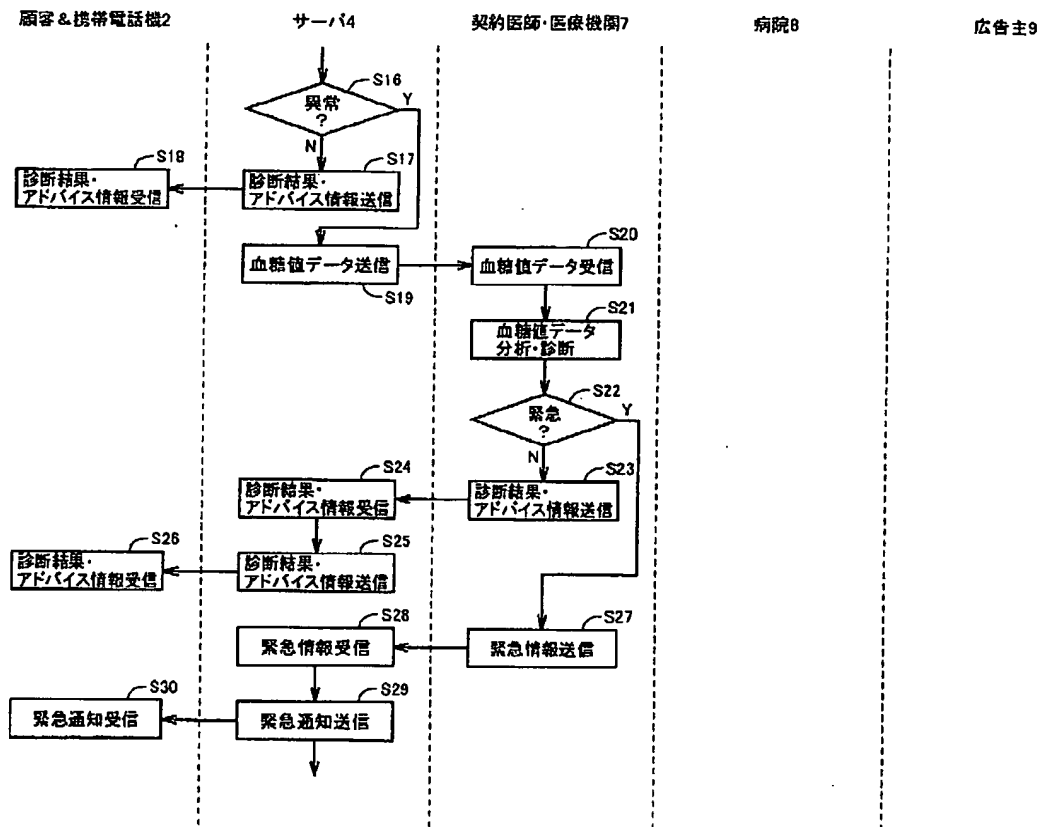 顧客&携帯電話機2
サーバ4
契約医師・医療機関7
病院8
広告主9
S16
異常
?
Y
N
S18
S17
診断結果・
アドバイス情報受信
診断結果・
アドバイス情報送信
S20
血糖値データ送信
血糖値データ受信
S19
S21
血糖値データ
分析・診断
S22
緊急
?
Y
N
S24
S23
診断結果・
アドバイス情報受信
診断結果・
アドバイス情報送信
S26
S25
診断結果・
アドバイス情報受信
診断結果・
アドバイス情報送信
S28
S27
緊急情報受信
緊急情報送信
S30
S29
緊急通知受信
緊急通知送信